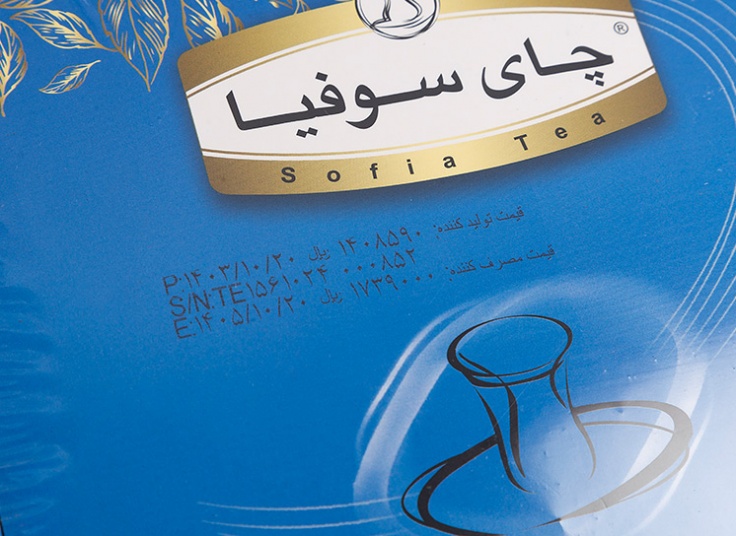 چای سوفیا ®
Sofia Tea
P:۱۴۰۳/۱۰/۲۰ قیمت تولید کننده: ۱۴۰۸۵۹۰ ریال
S/N:TE۱۵۶۱۰۲۴ ۰۰۰۸۵۲
E:۱۴۰۵/۱۰/۲۰ قیمت مصرف کننده: ۱۷۳۹۰۰۰ ریال